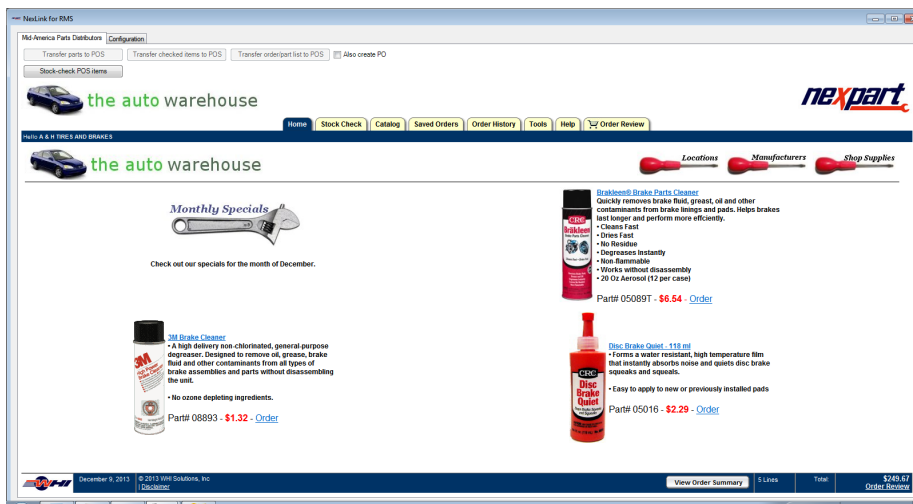 NexLink for RMS
Mid-America Parts Distributors Configuration
Transfer parts to POS Transfer checked items to POS Transfer order/part list to POS Also create PO
Stock-check POS items
the auto warehouse
nexpart
Home Stock Check Catalog Saved Orders Order History Tools Help Order Review
Hello A & H TIRES AND BRAKES
the auto warehouse
Locations Manufacturers Shop Supplies
Monthly Specials
Check out our specials for the month of December.
CRC
Brakleen
Brakleen® Brake Parts Cleaner
Quickly removes brake fluid, greast, oil and other
contaminants from brake linings and pads. Helps brakes
last longer and perform more effciently.
• Cleans Fast
• Dries Fast
• No Residue
• Degreases Instantly
• Non-flammable
• Works without disassembly
• 20 Oz Aerosol (12 per case)
Part# 05089T - $6.54 - Order
3M
High Power
Brake Cleaner
3M Brake Cleaner
• A high delivery non-chlorinated, general-purpose
degreaser. Designed to remove oil, grease, brake
fluid and other contaminants from all types of
brake assemblies and parts without disassembling
the unit.
• No ozone depleting ingredients.
Part# 08893 - $1.32 - Order
CRC
Disc
Brake
Quiet
Disc Brake Quiet - 118 ml
• Forms a water resistant, high temperature film
that instantly absorbs noise and quiets disc brake
squeaks and squeals.
• Easy to apply to new or previously installed pads
Part# 05016 - $2.29 - Order
WHI
December 9, 2013
© 2013 WHI Solutions, Inc
| Disclaimer
View Order Summary
5 Lines
Total:
$249.67
Order Review